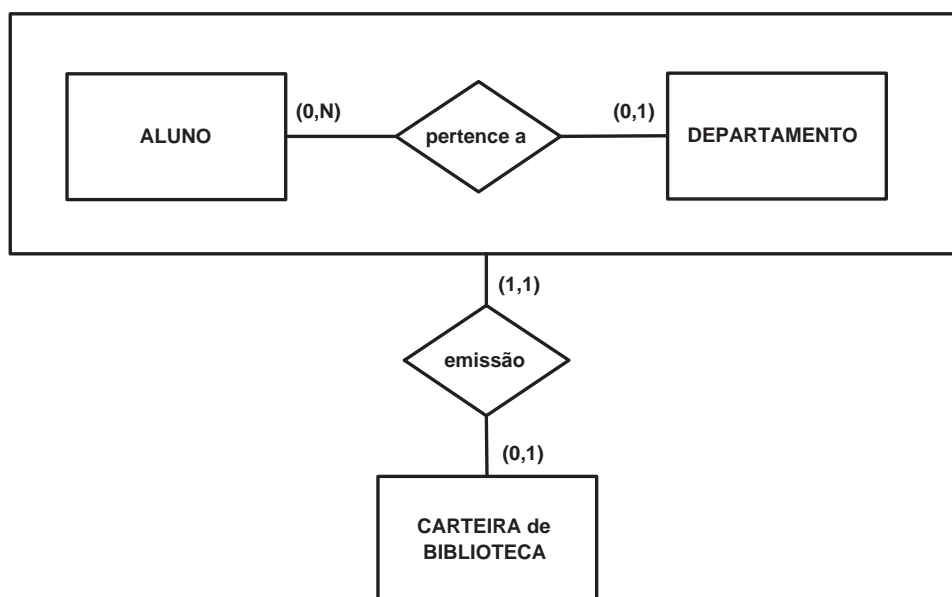 (0,N)
(0,1)
ALUNO
pertence a
DEPARTAMENTO
(1,1)
emissão
(0,1)
CARTEIRA de
BIBLIOTECA